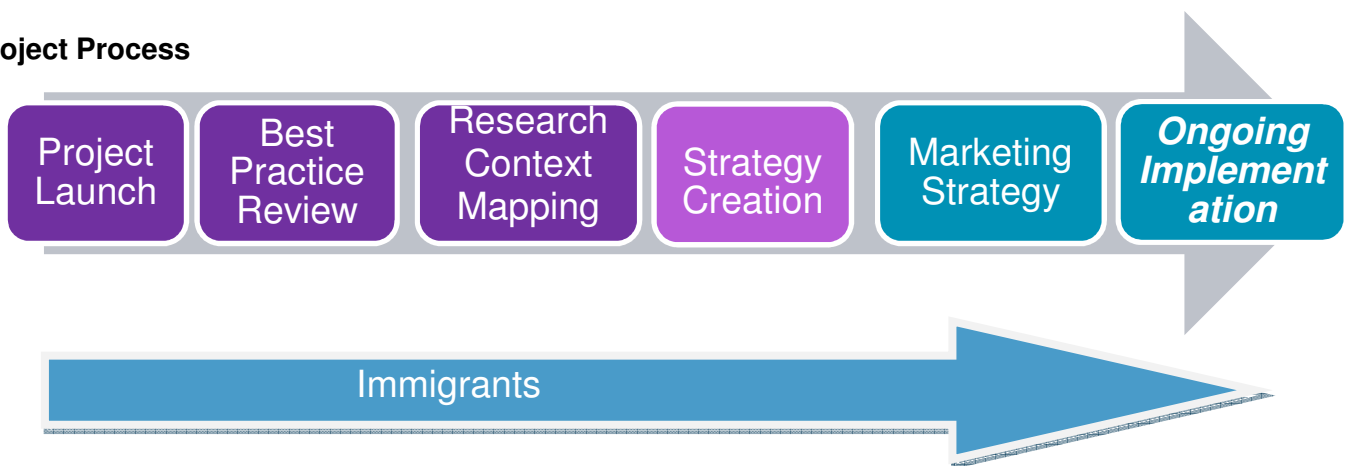 oject Process
Project
Launch
Best
Practice
Review
Research
Context
Mapping
Strategy
Creation
Marketing
Strategy
Ongoing
Implement
ation
Immigrants